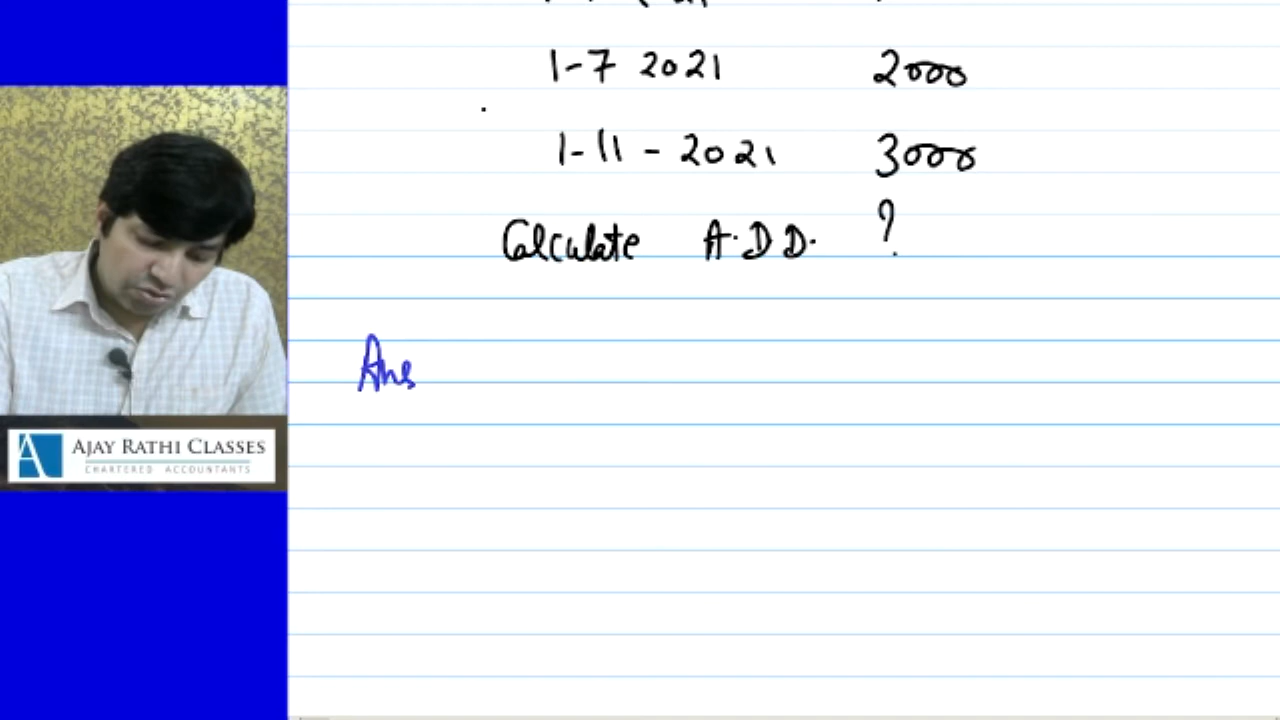 1-7 2021 2000
1-11-2021 3000
Calculate A.D.D. ?
Ans
AJAY RATHI CLASSES
CHARTERED ACCOUNTANTS